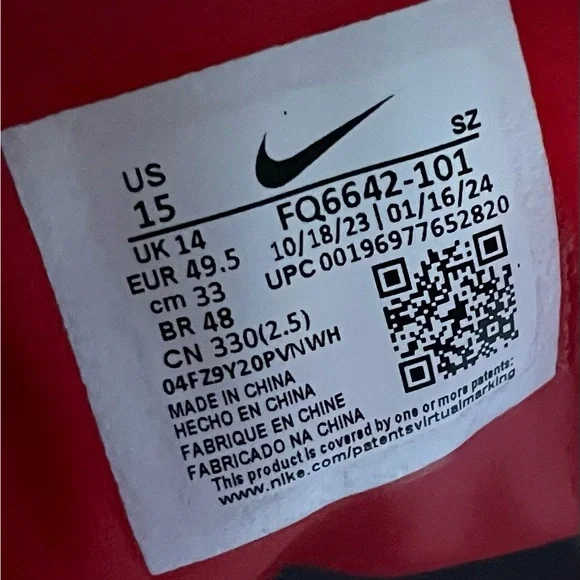 US
15
SZ
UK 14
EUR 49.5
cm 33
BR 48
CN 330(2.5)
04FZ9Y20PVNWH
FQ6642-101
10/18/23 | 01/16/24
UPC 00196977652820
MADE IN CHINA
HECHO EN CHINA
FABRIQUE EN CHINE
FABRICADO NA CHINA
This product is covered by one or more patents:
www.nike.com/patentsvirtualmarking